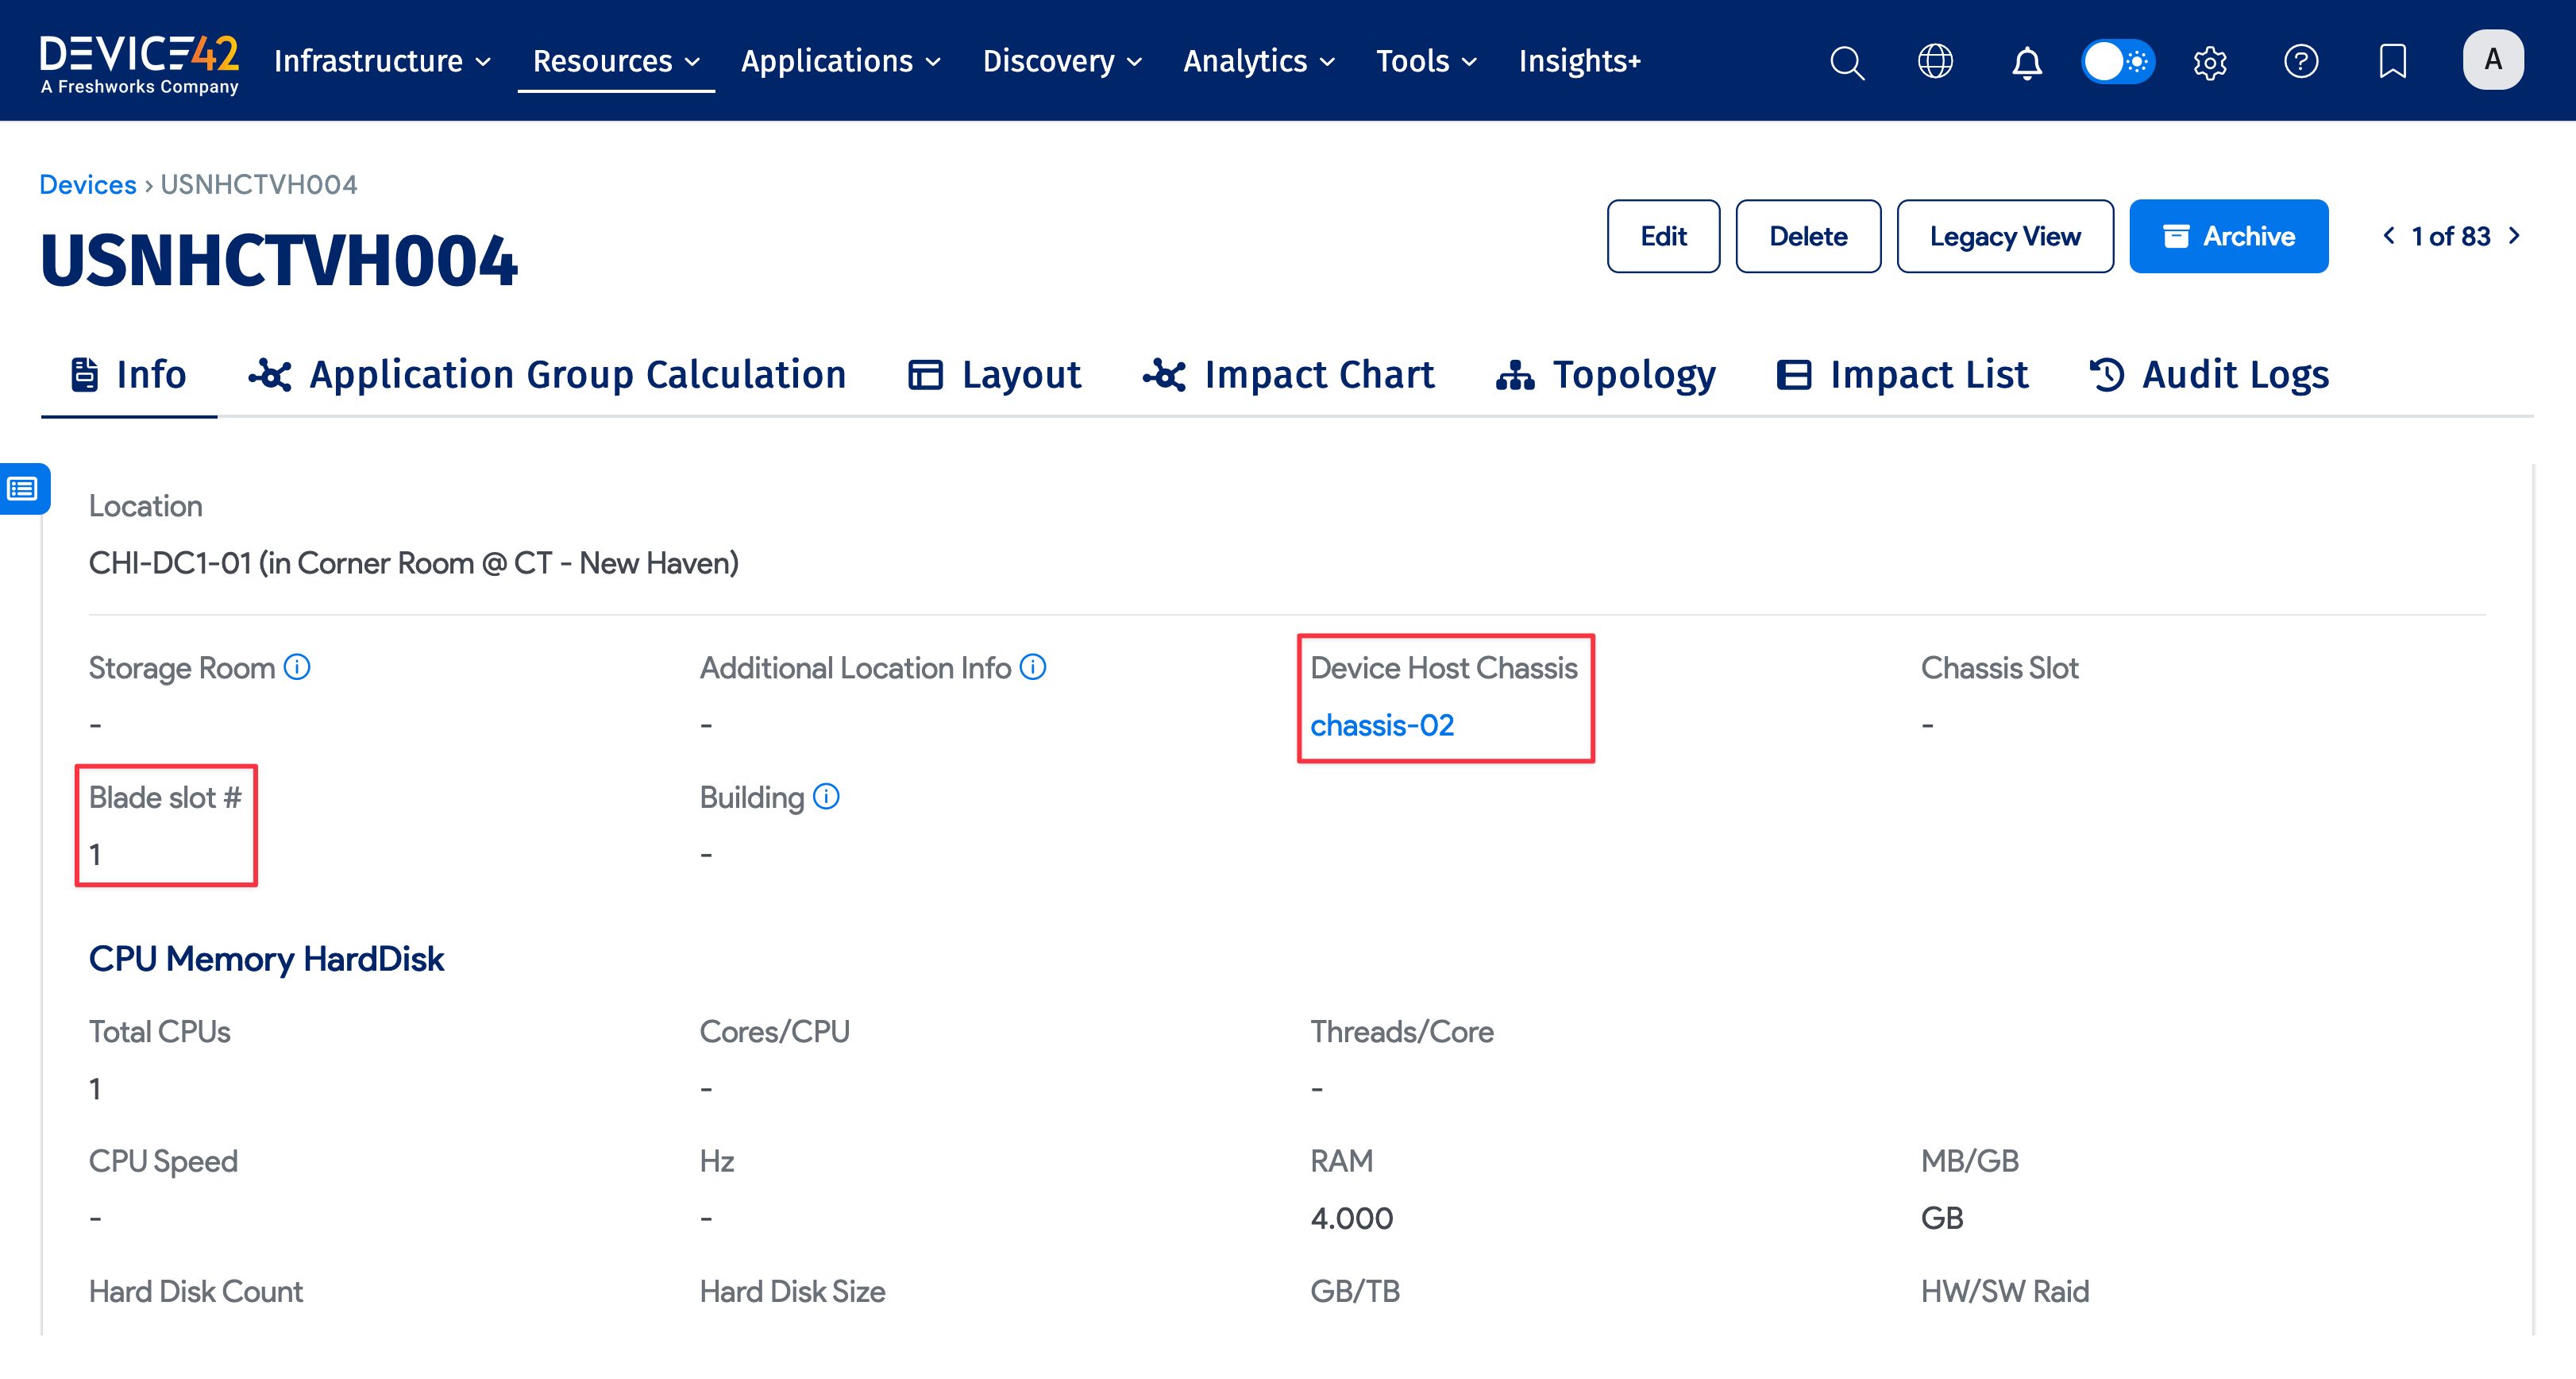 DEVICE42
A Freshworks Company
Infrastructure Resources Applications Discovery Analytics Tools Insights+
A
Devices › USNHCTVH004
USNHCTVH004
Edit Delete Legacy View Archive < 1 of 83 >
Info Application Group Calculation Layout Impact Chart Topology Impact List Audit Logs
Location
CHI-DC1-01 (in Corner Room @ CT - New Haven)
Storage Room Additional Location Info Device Host Chassis Chassis Slot
- - chassis-02 -
Blade slot # Building
1 -
CPU Memory HardDisk
Total CPUs Cores/CPU Threads/Core
1 - -
CPU Speed Hz RAM MB/GB
- - 4.000 GB
Hard Disk Count Hard Disk Size GB/TB HW/SW Raid